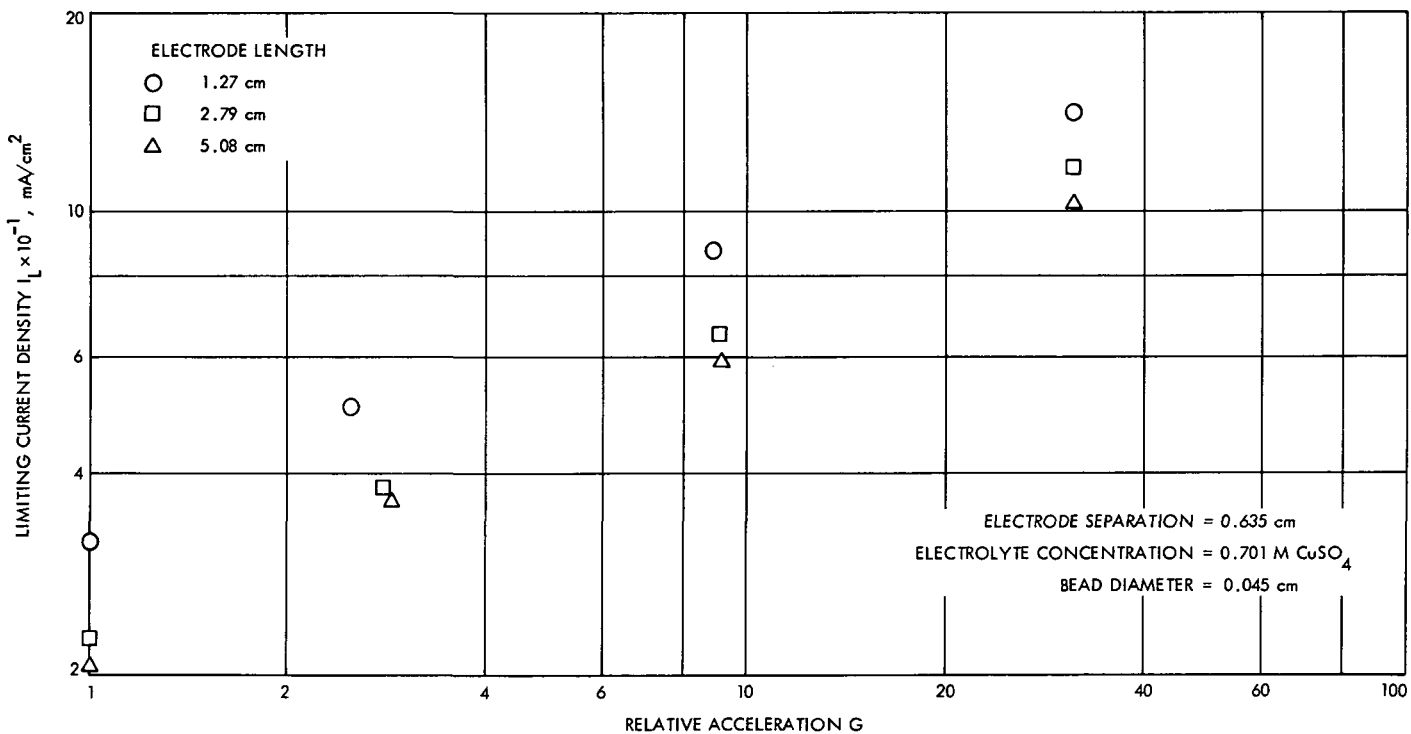 20
10
6
4
2
LIMITING CURRENT DENSITY I_L × 10^-1, mA/cm^2
ELECTRODE LENGTH
○ 1.27 cm
□ 2.79 cm
△ 5.08 cm
ELECTRODE SEPARATION = 0.635 cm
ELECTROLYTE CONCENTRATION = 0.701 M CuSO_4
BEAD DIAMETER = 0.045 cm
1 2 4 6 10 20 40 60 100
RELATIVE ACCELERATION G